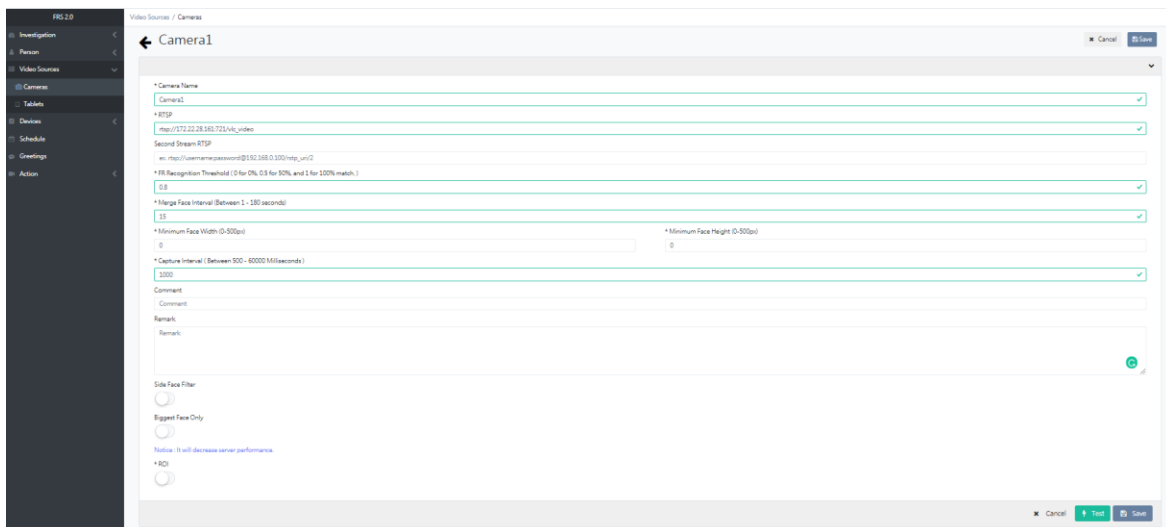 FRS 2.0
Video Sources / Cameras
Investigation
Person
Video Sources
Cameras
Tablets
Devices
Schedule
Greetings
Action
Camera1
Cancel
Save
* Camera Name
Camera1
* RTSP
rtsp://172.22.28.161:721/vlc_video
Second Stream RTSP
ex. rtsp://username:password@192.168.0.100/rstp_uri/2
* FR Recognition Threshold ( 0 for 0%, 0.5 for 50%, and 1 for 100% match. )
0.8
* Merge Face Interval (Between 1 - 180 seconds)
15
* Minimum Face Width (0-500px)
* Minimum Face Height (0-500px)
0
0
* Capture Interval ( Between 500 - 60000 Milliseconds )
1000
Comment
Comment
Remark
Remark
Side Face Filter
Biggest Face Only
Notice : It will decrease server performance.
* ROI
Cancel
Test
Save